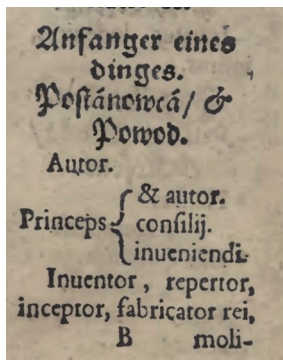 Anfanger eines
dinges.
Poſtánowcá/ &
Powod.
Autor.
& autor.
Princeps { conſilij.
inueniendi.
Inuentor, repertor,
inceptor, fabricator rei,
B moli-